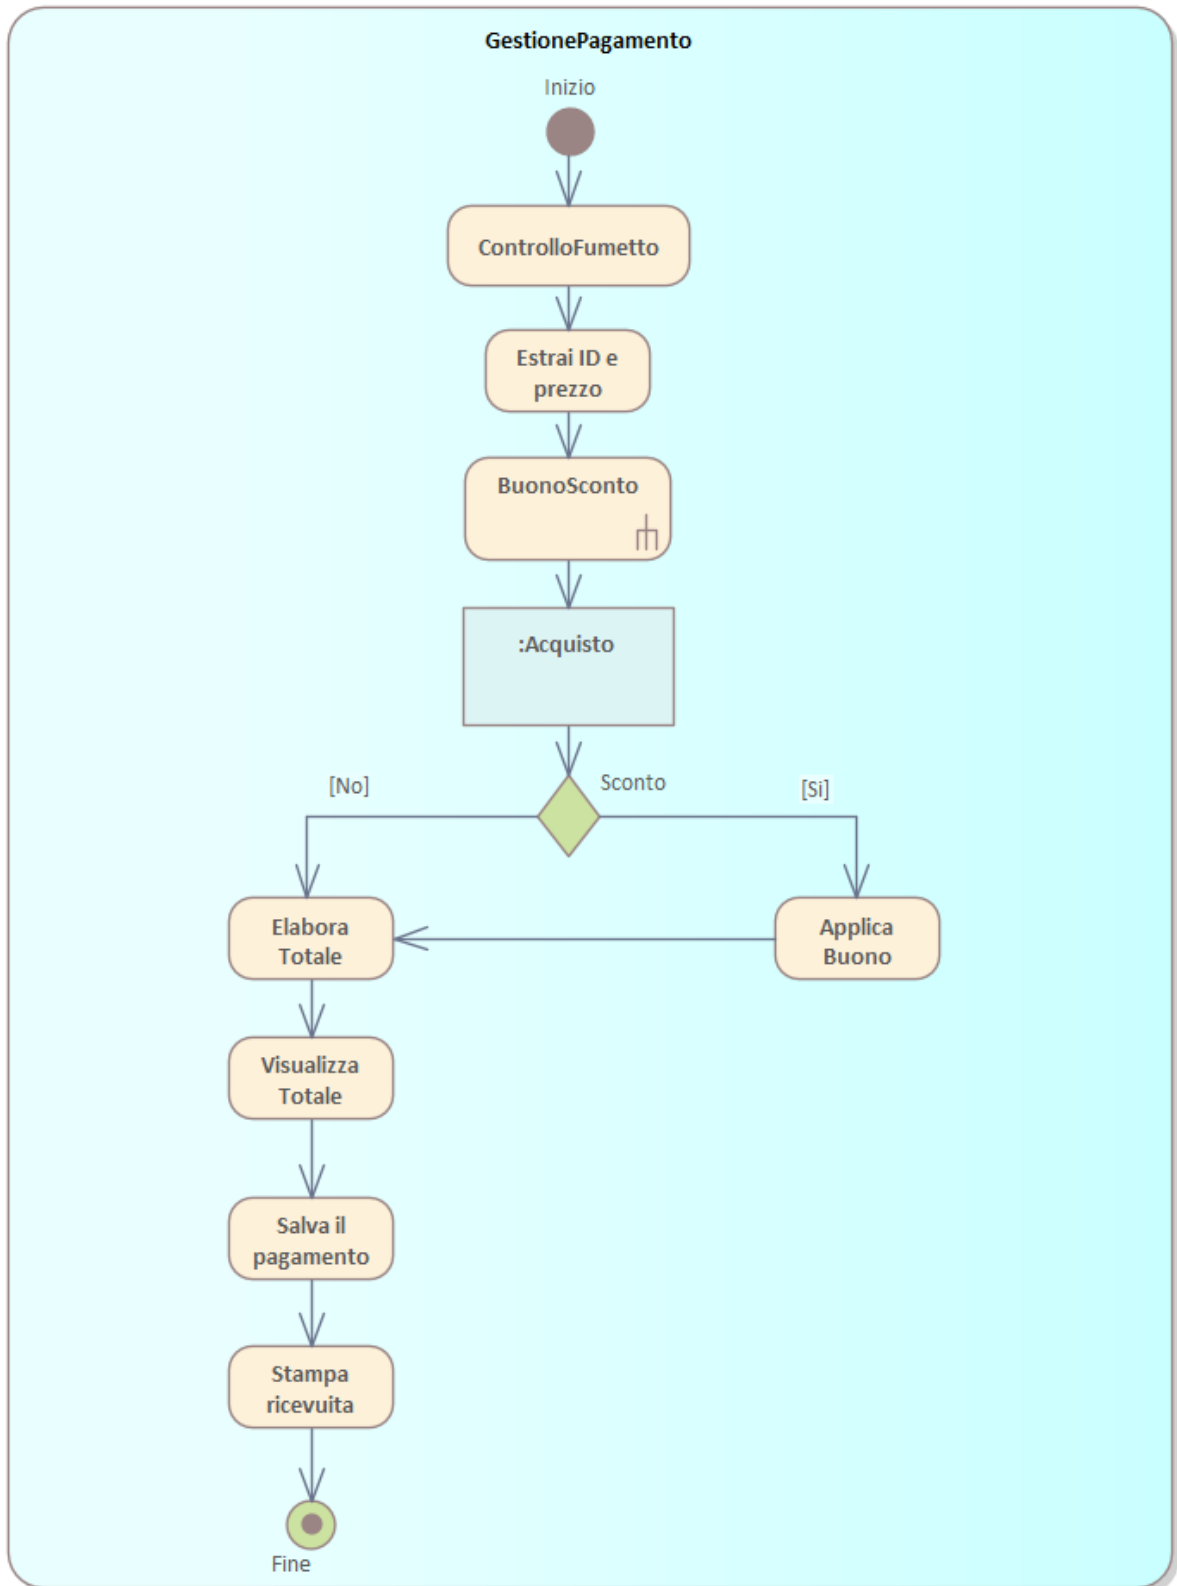 GestionePagamento
Inizio
ControlloFumetto
Estrai ID e
prezzo
BuonoSconto
:Acquisto
[No]
Sconto
[Si]
Elabora
Totale
Applica
Buono
Visualizza
Totale
Salva il
pagamento
Stampa
ricevuita
Fine